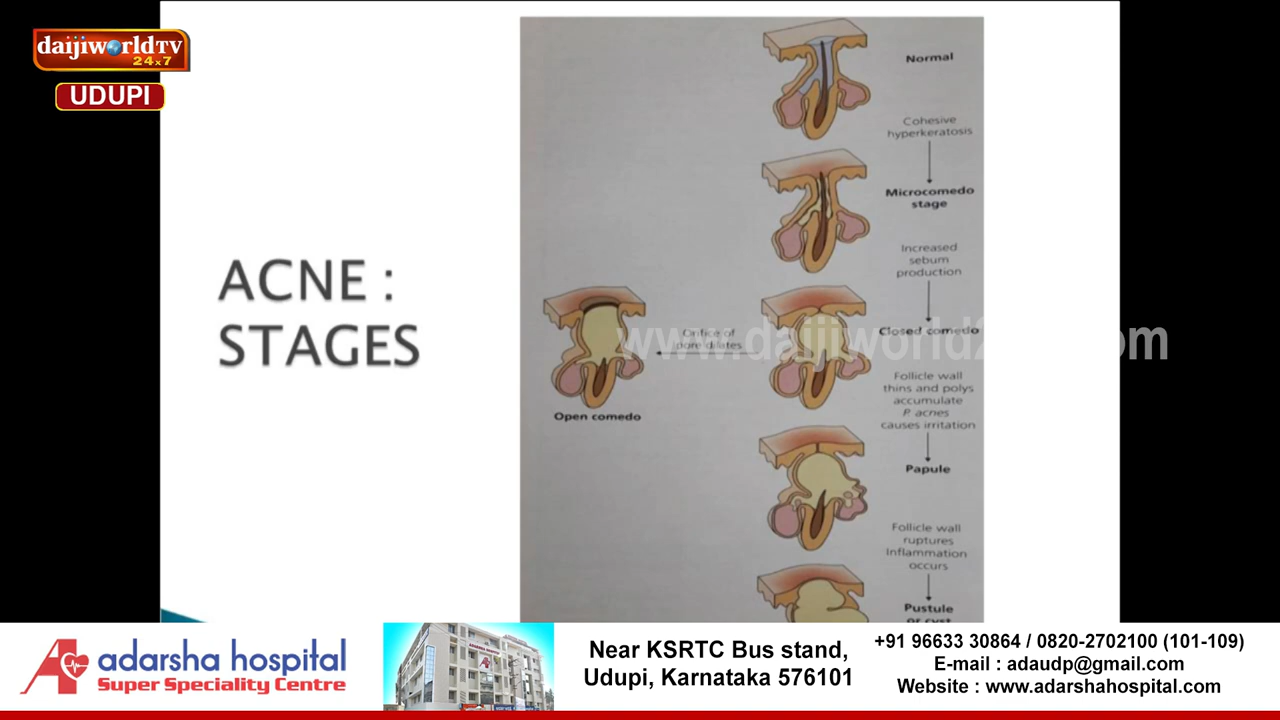 daijiworldTV
24x7
UDUPI
ACNE :
STAGES
Normal
Cohesive
hyperkeratosis
Microcomedo
stage
Increased
sebum
production
Closed comedo
Orifice of
pore dilates
Open comedo
Follicle wall
thins and polys
accumulate
P. acnes
causes irritation
Papule
Follicle wall
ruptures
Inflammation
occurs
Pustule
or cyst
adarsha hospital
Super Speciality Centre
Near KSRTC Bus stand,
Udupi, Karnataka 576101
+91 96633 30864 / 0820-2702100 (101-109)
E-mail : adaudp@gmail.com
Website : www.adarshahospital.com